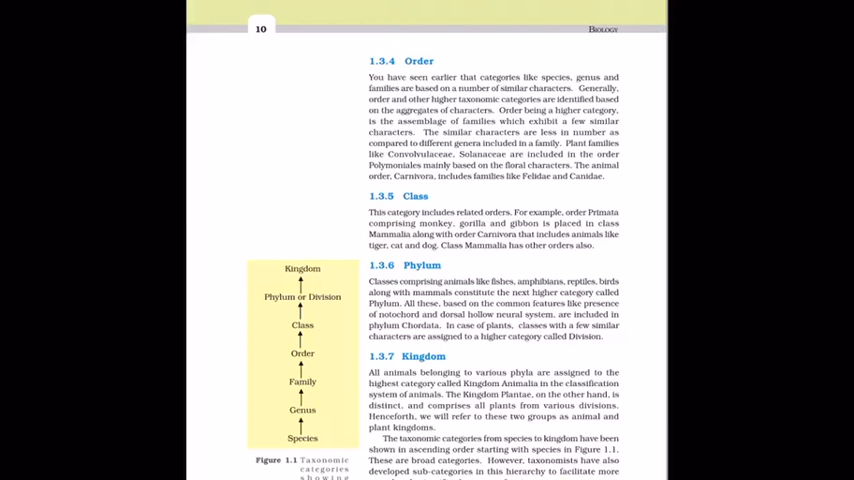 10
BIOLOGY
1.3.4 Order
You have seen earlier that categories like species, genus and
families are based on a number of similar characters. Generally,
order and other higher taxonomic categories are identified based
on the aggregates of characters. Order being a higher category,
is the assemblage of families which exhibit a few similar
characters. The similar characters are less in number as
compared to different genera included in a family. Plant families
like Convolvulaceae, Solanaceae are included in the order
Polymoniales mainly based on the floral characters. The animal
order, Carnivora, includes families like Felidae and Canidae.
1.3.5 Class
This category includes related orders. For example, order Primata
comprising monkey, gorilla and gibbon is placed in class
Mammalia along with order Carnivora that includes animals like
tiger, cat and dog. Class Mammalia has other orders also.
1.3.6 Phylum
Classes comprising animals like fishes, amphibians, reptiles, birds
along with mammals constitute the next higher category called
Phylum. All these, based on the common features like presence
of notochord and dorsal hollow neural system, are included in
phylum Chordata. In case of plants, classes with a few similar
characters are assigned to a higher category called Division.
1.3.7 Kingdom
All animals belonging to various phyla are assigned to the
highest category called Kingdom Animalia in the classification
system of animals. The Kingdom Plantae, on the other hand, is
distinct, and comprises all plants from various divisions.
Henceforth, we will refer to these two groups as animal and
plant kingdoms.
The taxonomic categories from species to kingdom have been
shown in ascending order starting with species in Figure 1.1.
These are broad categories. However, taxonomists have also
developed sub-categories in this hierarchy to facilitate more
Kingdom
Phylum or Division
Class
Order
Family
Genus
Species
Figure 1.1 Taxonomic
categories
showing